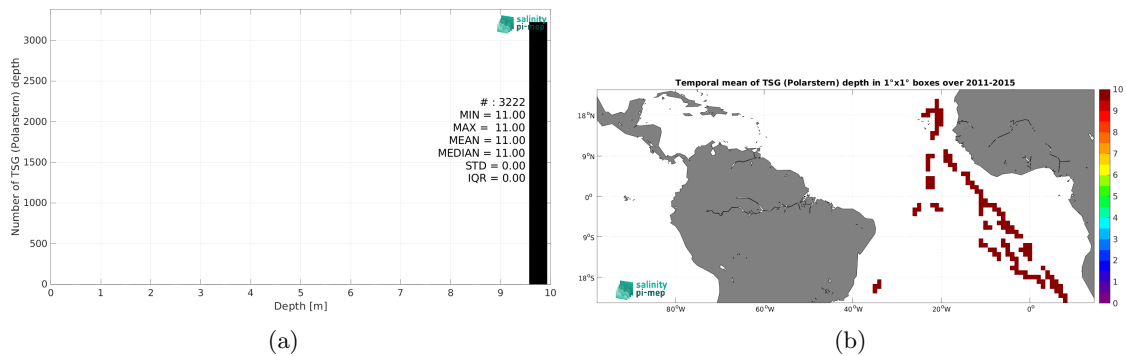 salinity
pi-mep
3000
2500
2000
1500
1000
500
0
Number of TSG (Polarstern) depth
# : 3222
MIN = 11.00
MAX = 11.00
MEAN = 11.00
MEDIAN = 11.00
STD = 0.00
IQR = 0.00
0 1 2 3 4 5 6 7 8 9 10
Depth [m]
(a)
Temporal mean of TSG (Polarstern) depth in 1°x1° boxes over 2011-2015
18°N
9°N
0°
9°S
18°S
80°W 60°W 40°W 20°W 0°
salinity
pi-mep
10
9
8
7
6
5
4
3
2
1
0
(b)